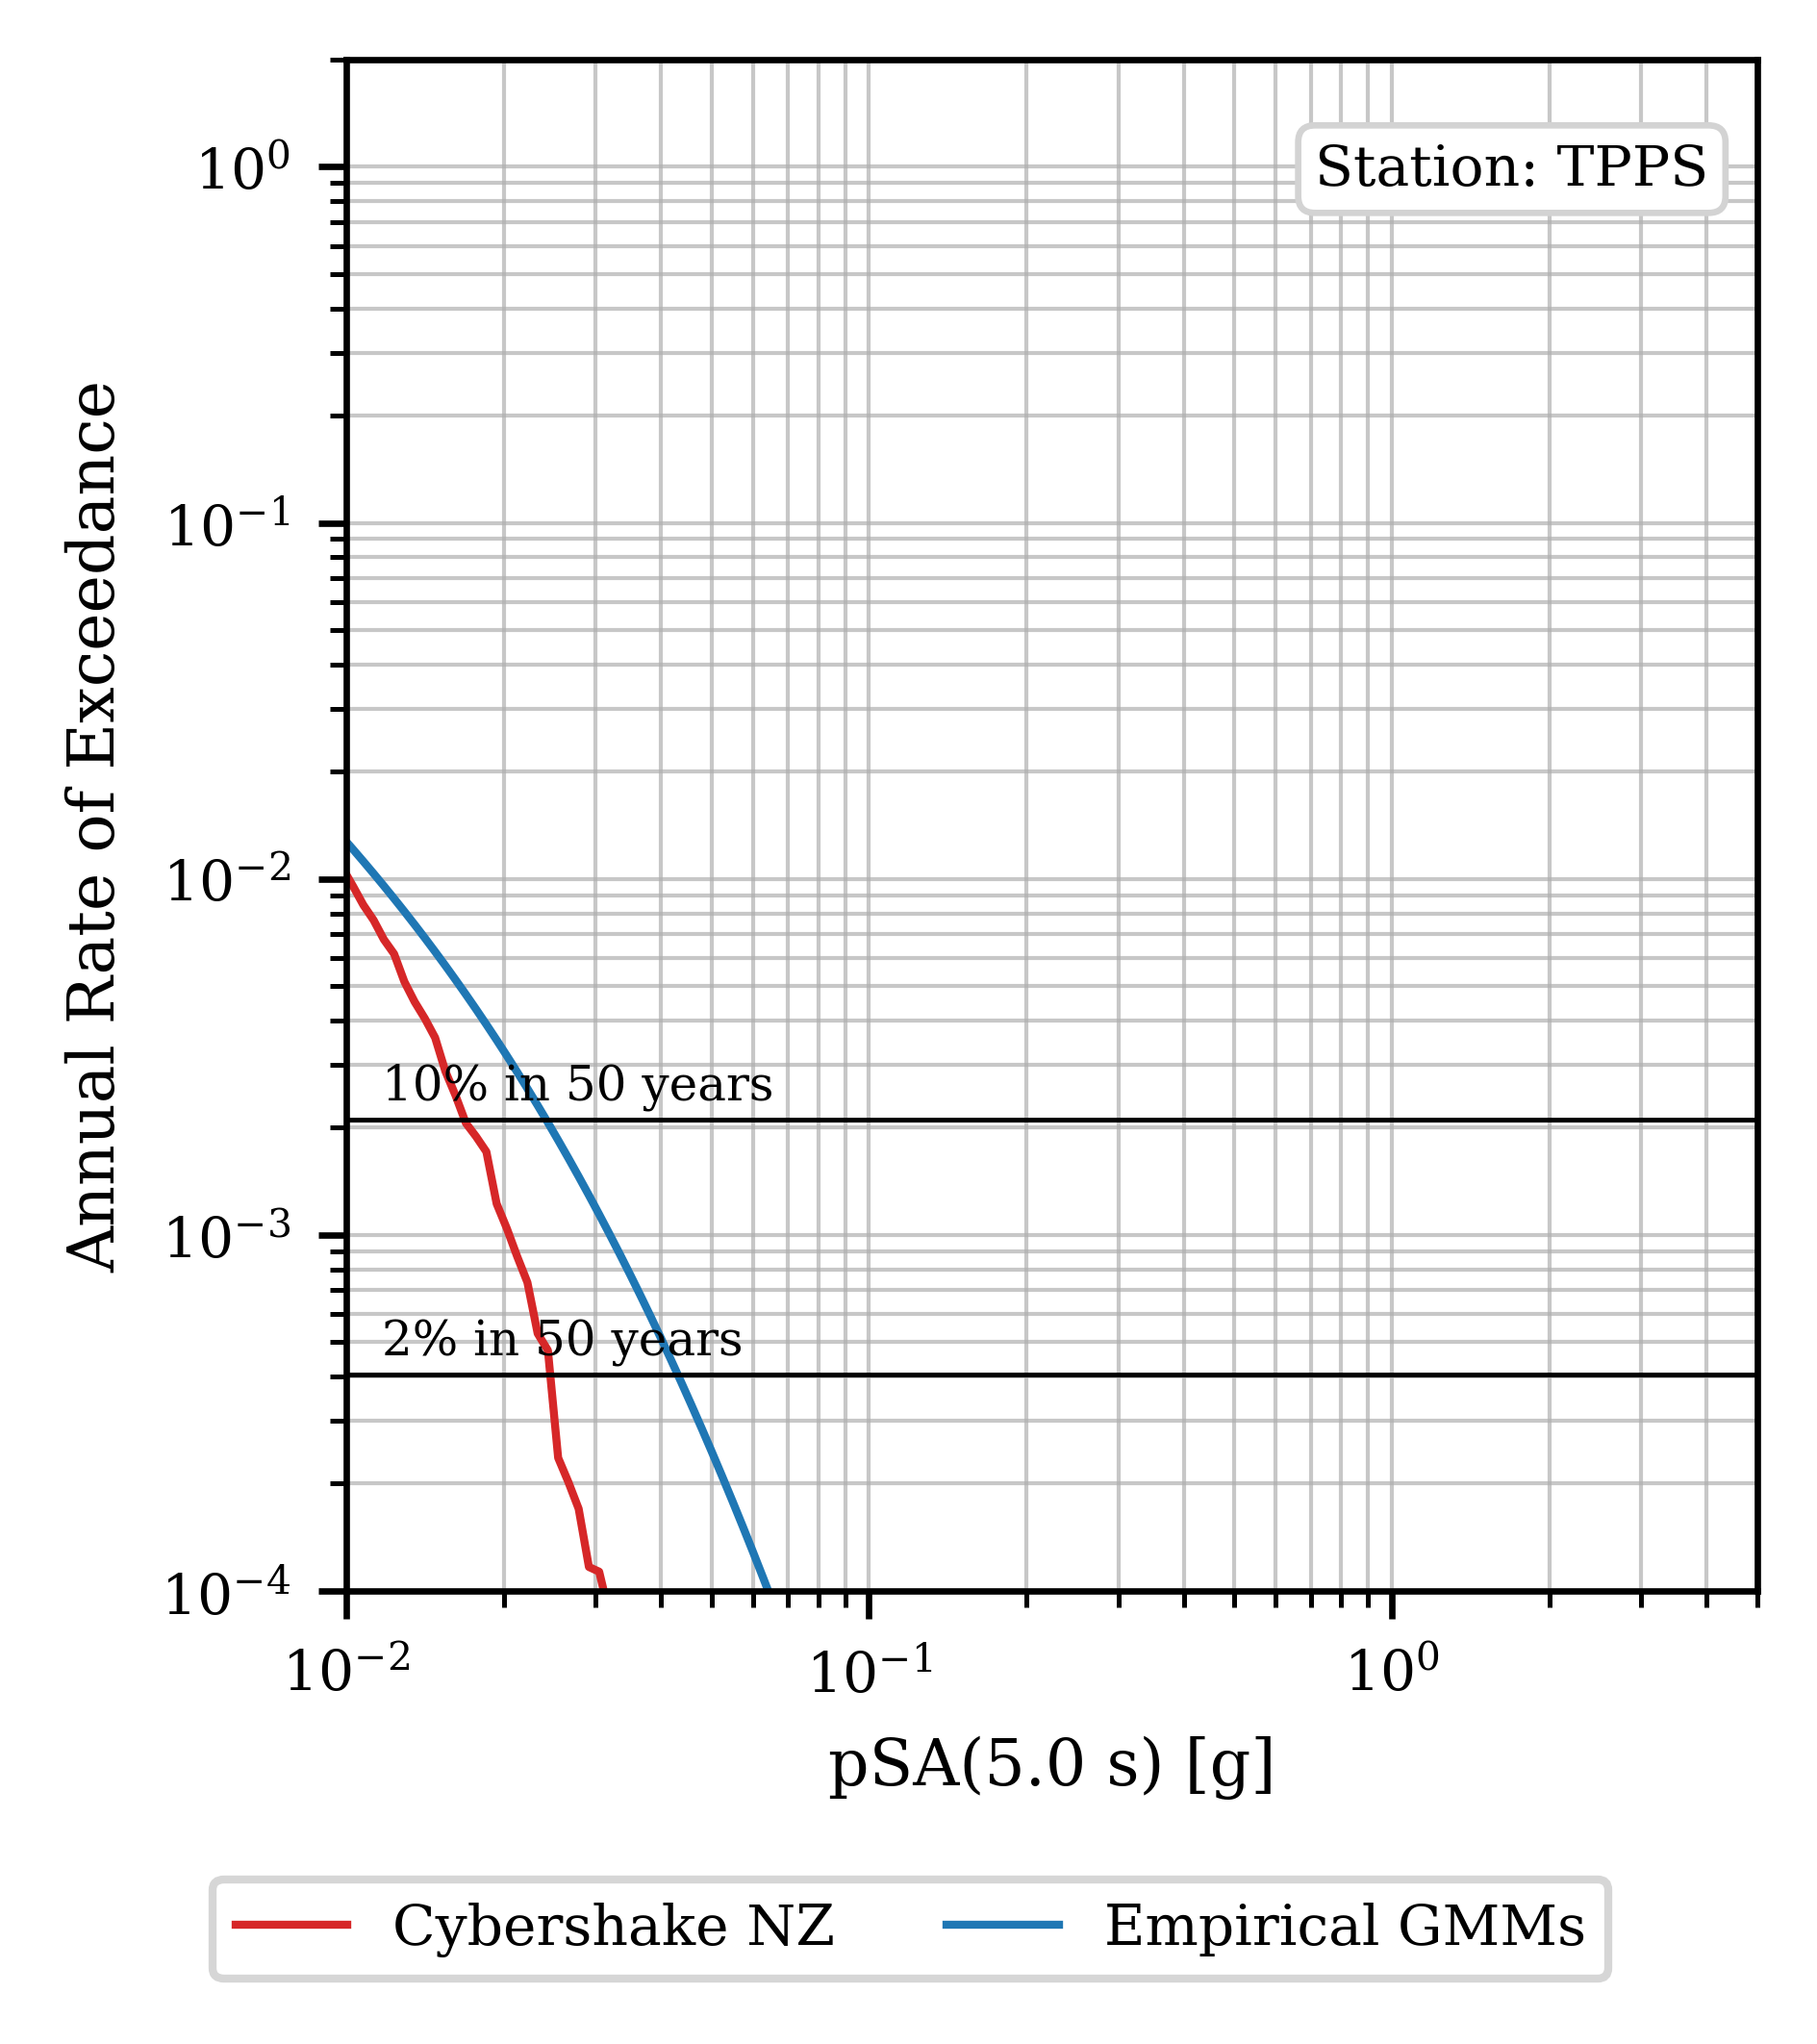 Station: TPPS
10⁰
10⁻¹
10⁻²
10⁻³
10⁻⁴
Annual Rate of Exceedance
10% in 50 years
2% in 50 years
10⁻² 10⁻¹ 10⁰
pSA(5.0 s) [g]
Cybershake NZ Empirical GMMs